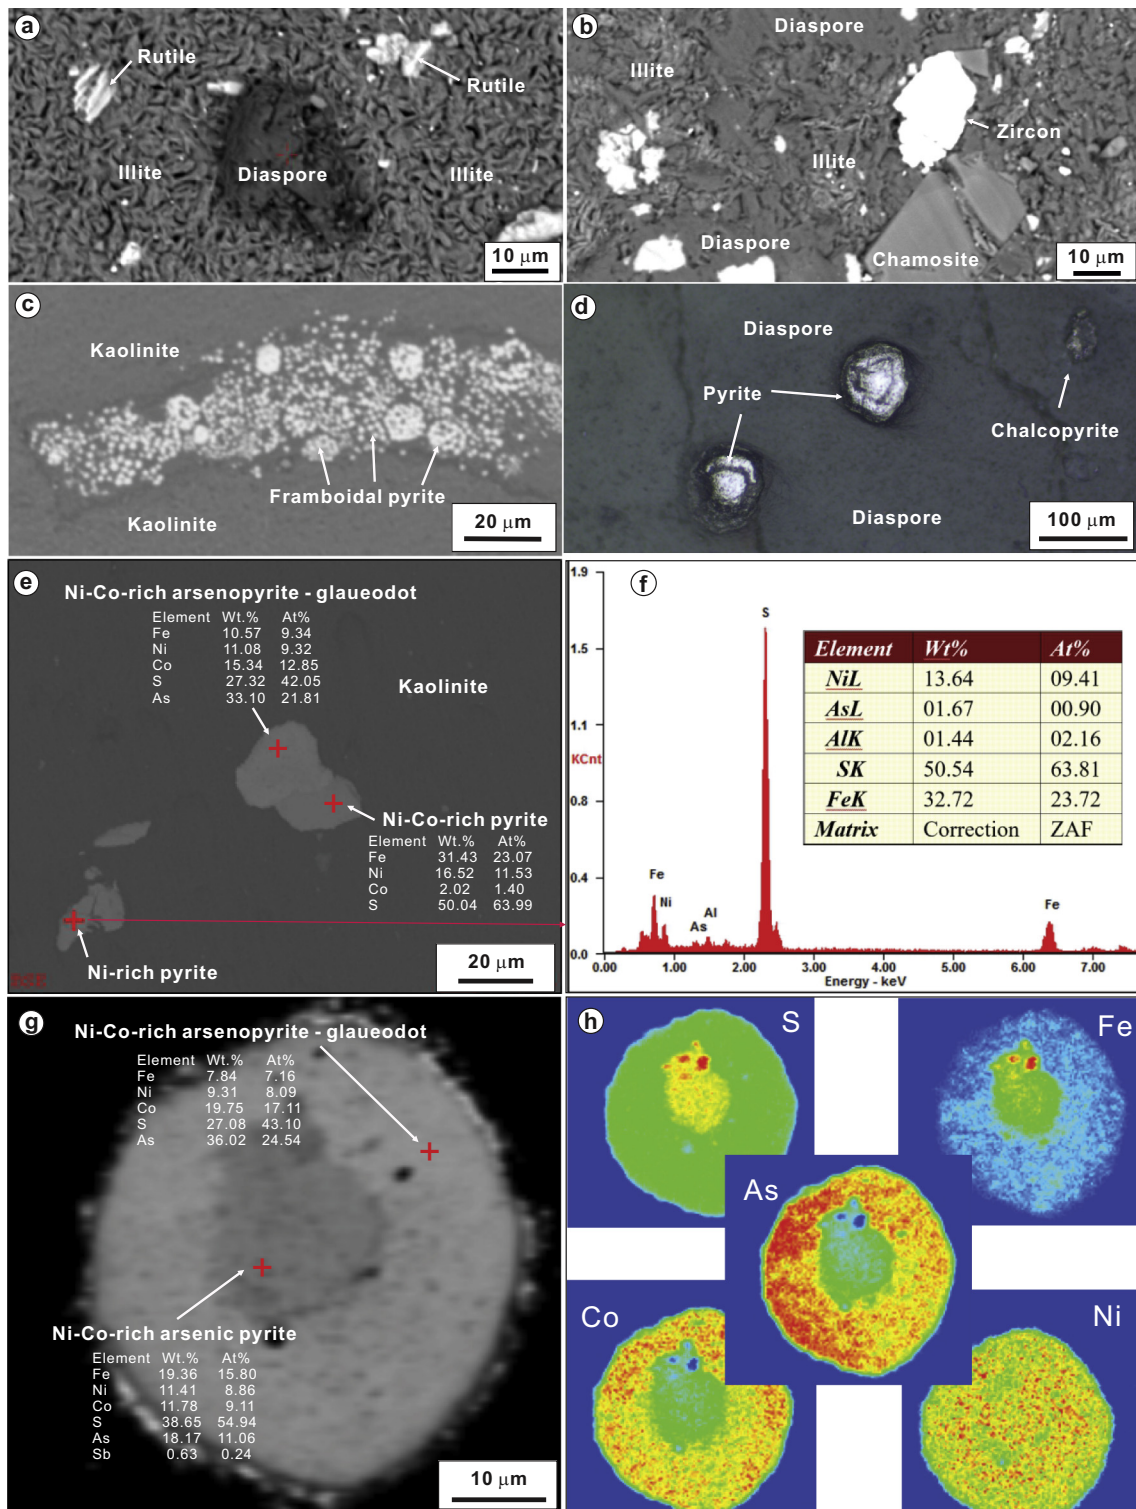 a
Rutile
Rutile
Illite
Diaspore
Illite
10 µm
b
Diaspore
Illite
Zircon
Illite
Diaspore
Chamosite
10 µm
c
Kaolinite
Framboidal pyrite
Kaolinite
20 µm
d
Diaspore
Pyrite
Chalcopyrite
Diaspore
100 µm
e
Ni-Co-rich arsenopyrite - glaueodot
Element Wt.% At%
Fe 10.57 9.34
Ni 11.08 9.32
Co 15.34 12.85
S 27.32 42.05
As 33.10 21.81
Kaolinite
Ni-Co-rich pyrite
Element Wt.% At%
Fe 31.43 23.07
Ni 16.52 11.53
Co 2.02 1.40
S 50.04 63.99
Ni-rich pyrite
BSE
20 µm
f
1.9
1.5
1.1
KCnt
0.8
0.4
0.0
S
Fe
Ni
As
Al
Fe
0.00 1.00 2.00 3.00 4.00 5.00 6.00 7.00
Energy - keV
Element Wt% At%
NiL 13.64 09.41
AsL 01.67 00.90
AlK 01.44 02.16
SK 50.54 63.81
FeK 32.72 23.72
Matrix Correction ZAF
g
Ni-Co-rich arsenopyrite - glaueodot
Element Wt.% At%
Fe 7.84 7.16
Ni 9.31 8.09
Co 19.75 17.11
S 27.08 43.10
As 36.02 24.54
Ni-Co-rich arsenic pyrite
Element Wt.% At%
Fe 19.36 15.80
Ni 11.41 8.86
Co 11.78 9.11
S 38.65 54.94
As 18.17 11.06
Sb 0.63 0.24
10 µm
h
S
Fe
As
Co
Ni